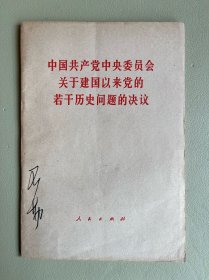 中国共产党中央委员会
关于建国以来党的
若干历史问题的决议
人民出版社